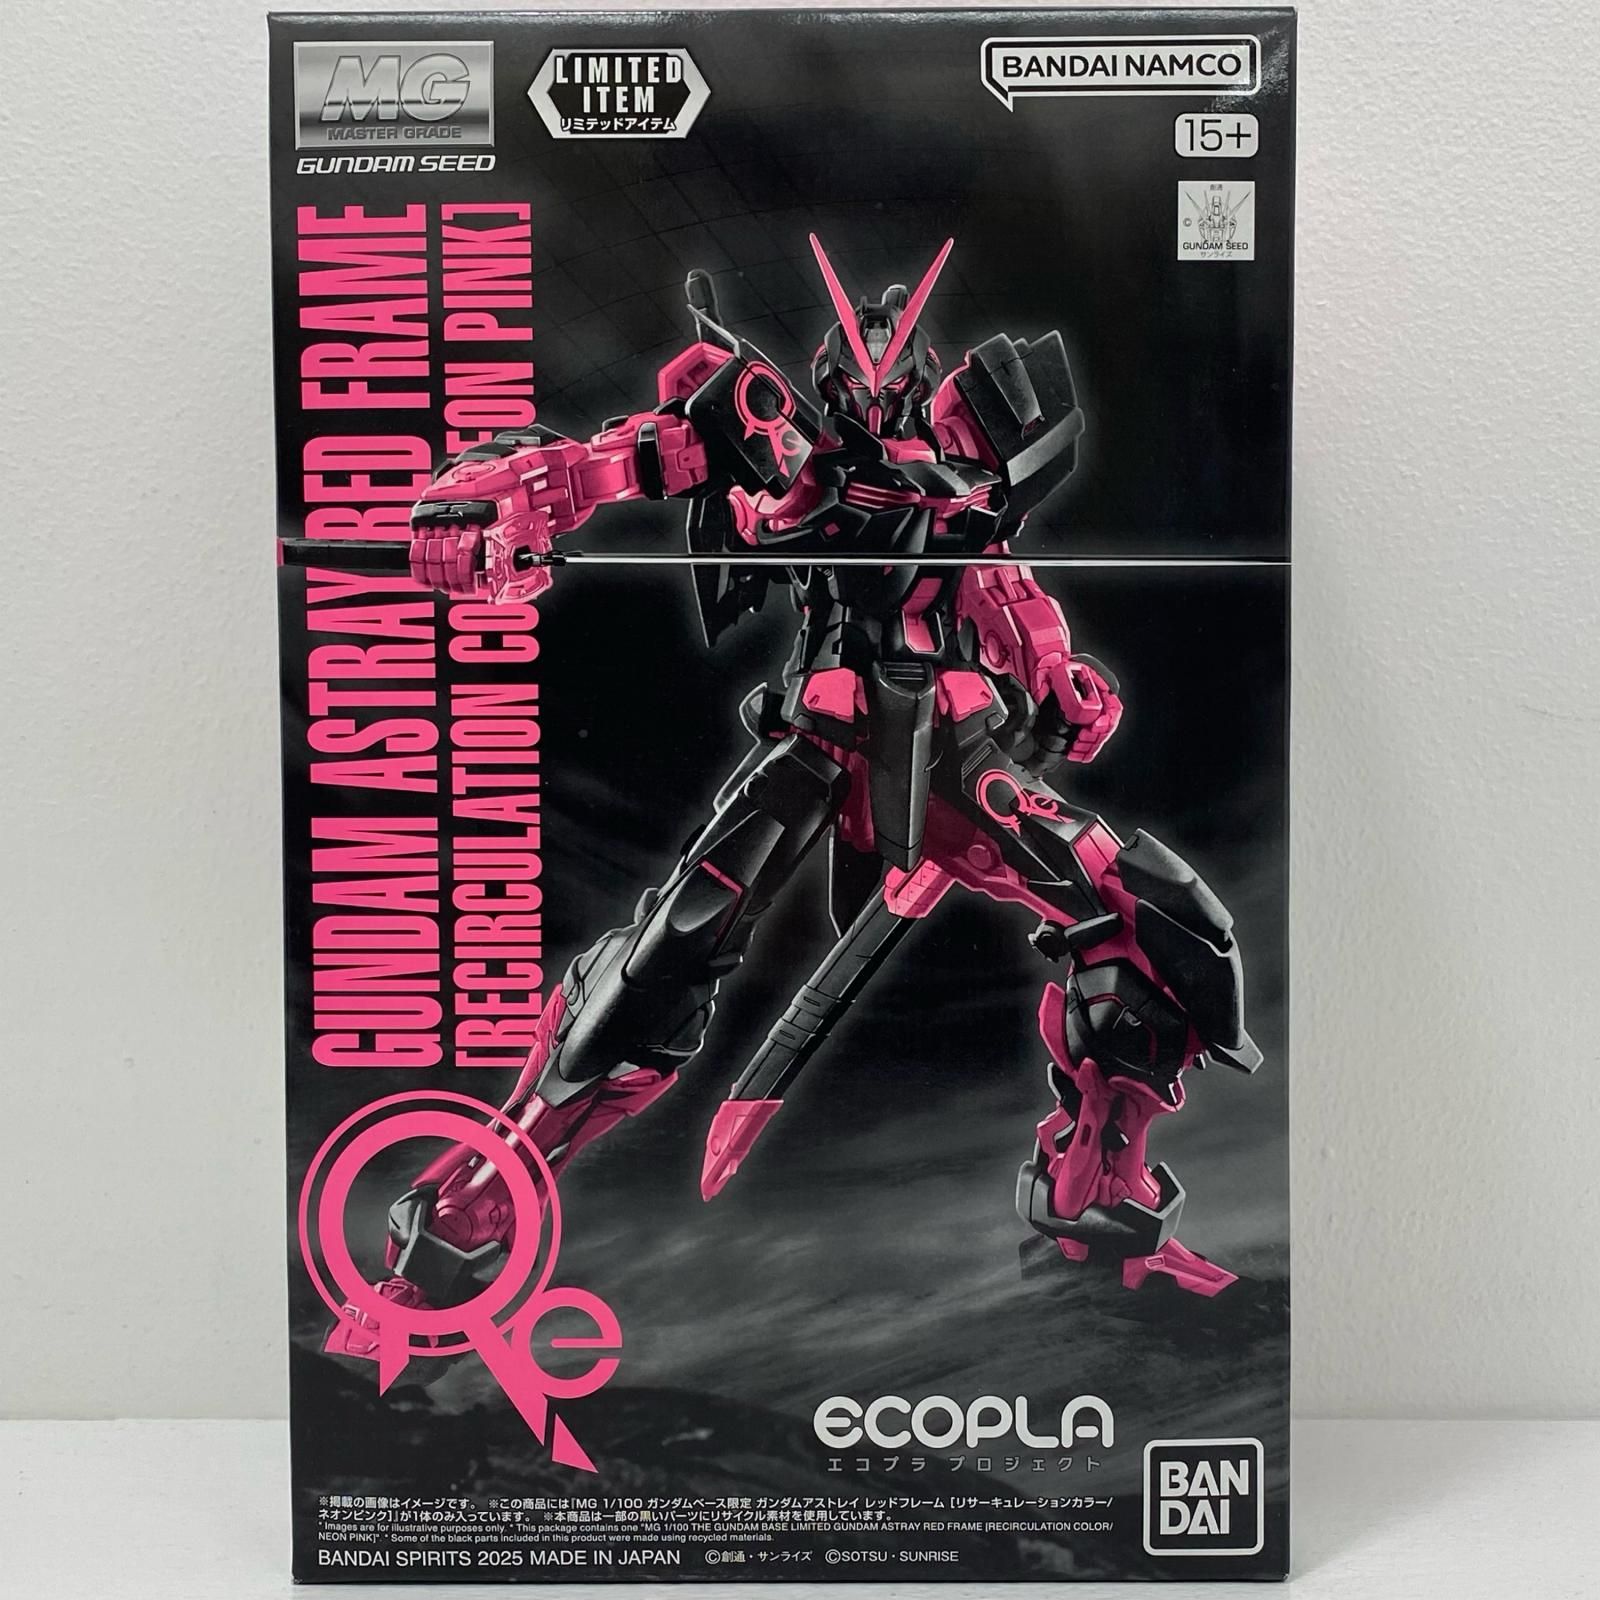 MG
MASTER GRADE
GUNDAM SEED
LIMITED
ITEM
リミテッドアイテム
BANDAI NAMCO
15+
創通
©
GUNDAM SEED
サンライズ
GUNDAM ASTRAY RED FRAME
[RECIRCULATION CO EON PINK]
Re
Re
Re
ECOPLA
エコプラ プロジェクト
BAN
DAI
※掲載の画像はイメージです。 ※この商品には『MG 1/100 ガンダムベース限定 ガンダムアストレイ レッドフレーム [リサーキュレーションカラー/
ネオンピンク]』が1体のみ入っています。 ※本商品は一部の黒いパーツにリサイクル素材を使用しています。
* Images are for illustrative purposes only. * This package contains one "MG 1/100 THE GUNDAM BASE LIMITED GUNDAM ASTRAY RED FRAME [RECIRCULATION COLOR/
NEON PINK]". * Some of the black parts included in this product were made using recycled materials.
BANDAI SPIRITS 2025 MADE IN JAPAN ©創通・サンライズ ©SOTSU・SUNRISE